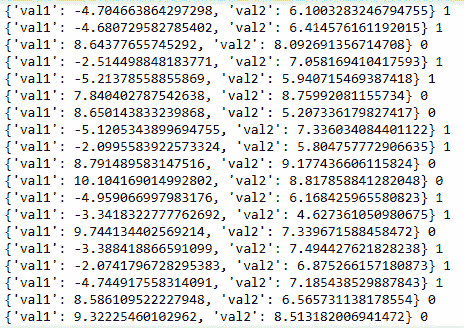 {'val1': -4.704663864297298, 'val2': 6.1003283246794755} 1
{'val1': -4.680729582785402, 'val2': 6.414576161192015} 1
{'val1': 8.64377655745292, 'val2': 8.092691356714708} 0
{'val1': -2.514498848183771, 'val2': 7.058169410417593} 1
{'val1': -5.21378558855869, 'val2': 5.940715469387418} 1
{'val1': 7.840402787542638, 'val2': 8.75992081155734} 0
{'val1': 8.650143833239868, 'val2': 5.207336179827417} 0
{'val1': -5.1205343899694755, 'val2': 7.336034084401122} 1
{'val1': -2.0995583922573324, 'val2': 5.804757772906635} 1
{'val1': 8.791489583147516, 'val2': 9.177436606115824} 0
{'val1': 10.104169014992802, 'val2': 8.817858841282048} 0
{'val1': -4.959066997983176, 'val2': 6.168425965580823} 1
{'val1': -3.3418322777762692, 'val2': 4.627361050980675} 1
{'val1': 9.744134402569214, 'val2': 7.339671588458472} 0
{'val1': -3.388418866591099, 'val2': 7.494427621828238} 1
{'val1': -2.0741796728295383, 'val2': 6.875266157180873} 1
{'val1': -4.744917558314091, 'val2': 7.185438529887843} 1
{'val1': 8.586109522227948, 'val2': 6.565731138178554} 0
{'val1': 9.32225460102962, 'val2': 8.513182006941472} 0